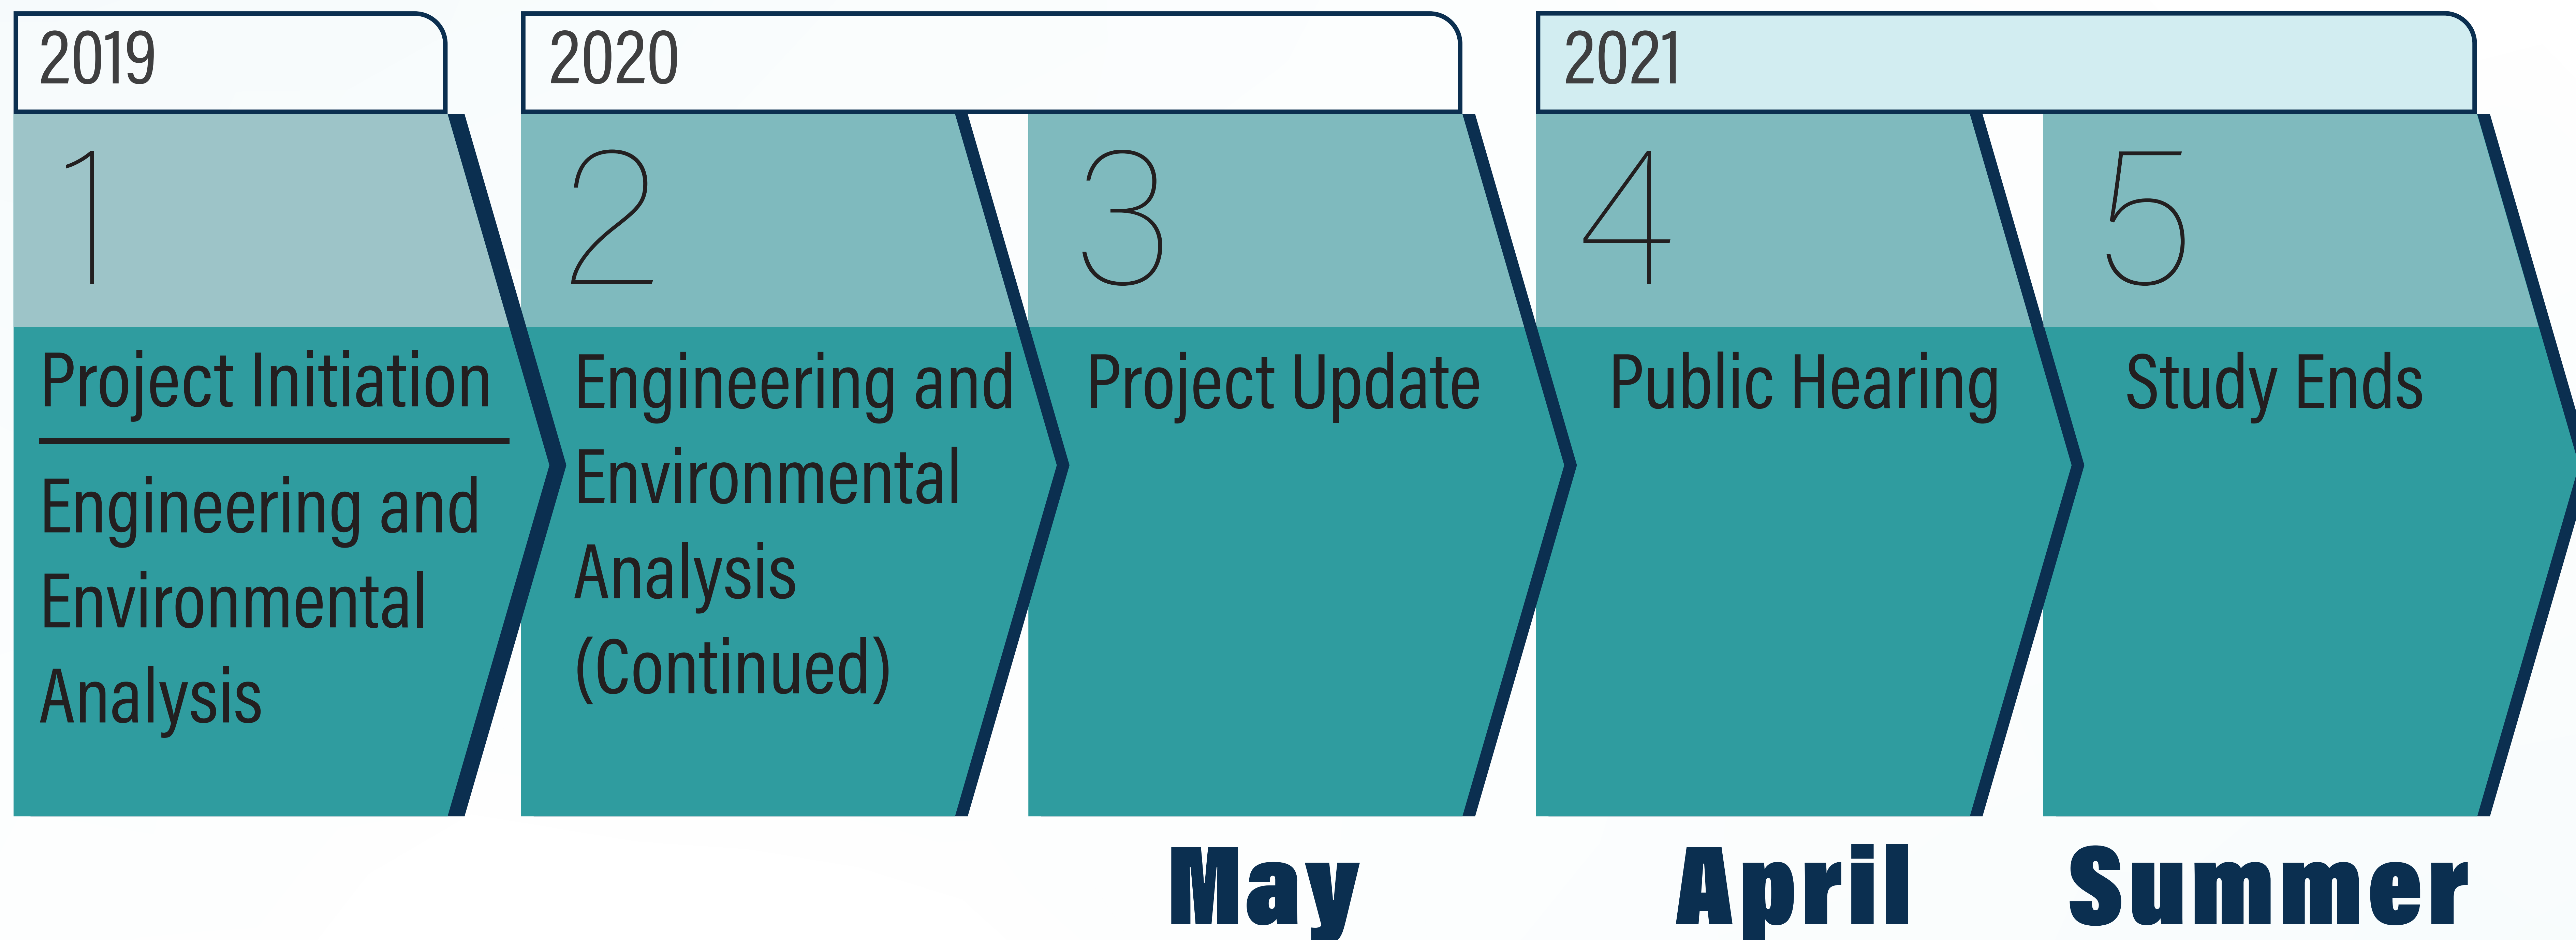 2019
1
Project Initiation
Engineering and
Environmental
Analysis
2020
2
Engineering and
Environmental
Analysis
(Continued)
3
Project Update
May
2021
4
Public Hearing
April
5
Study Ends
Summer